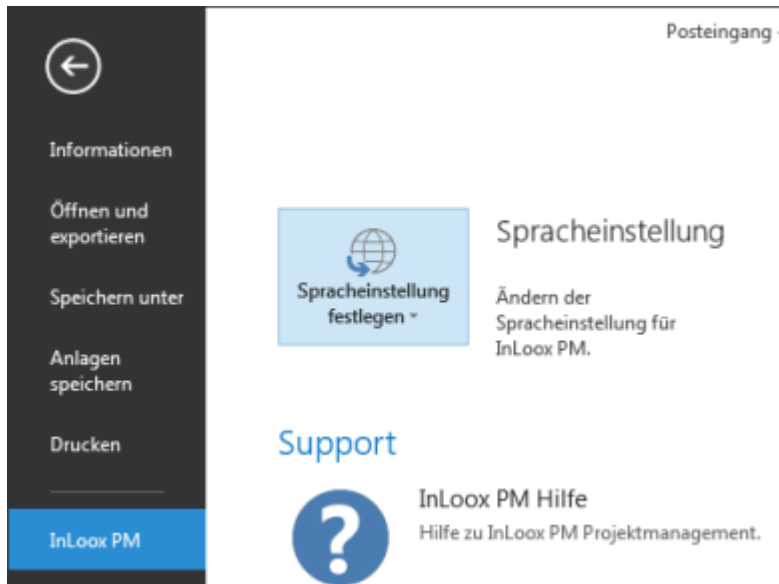 Posteingang -
Informationen
Öffnen und
exportieren
Speichern unter
Anlagen
speichern
Drucken
InLoox PM
Spracheinstellung
festlegen
Spracheinstellung
Ändern der
Spracheinstellung für
InLoox PM.
Support
InLoox PM Hilfe
Hilfe zu InLoox PM Projektmanagement.